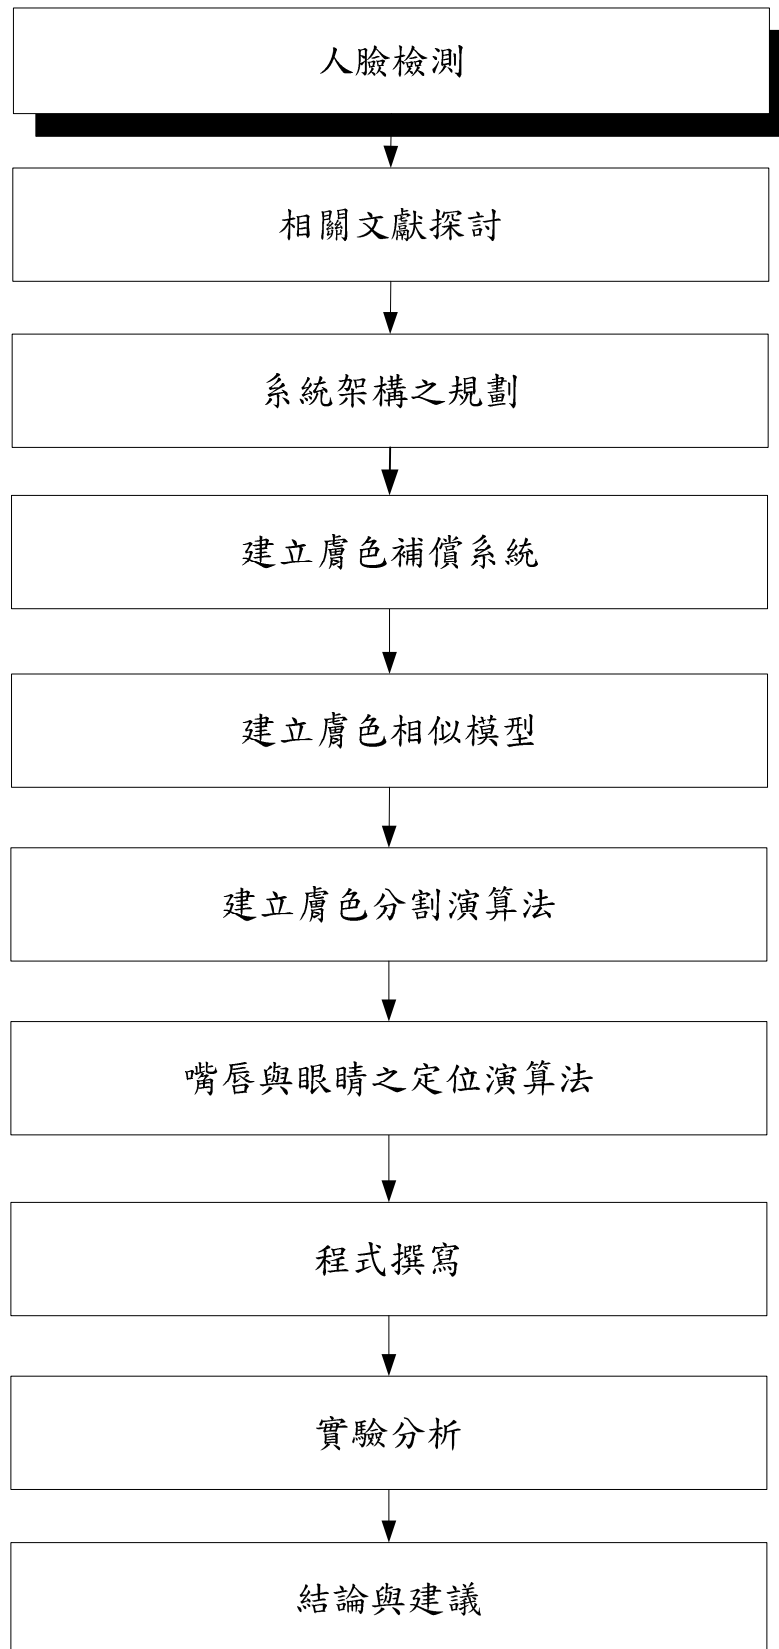 人臉檢測
相關文獻探討
系統架構之規劃
建立膚色補償系統
建立膚色相似模型
建立膚色分割演算法
嘴唇與眼睛之定位演算法
程式撰寫
實驗分析
結論與建議